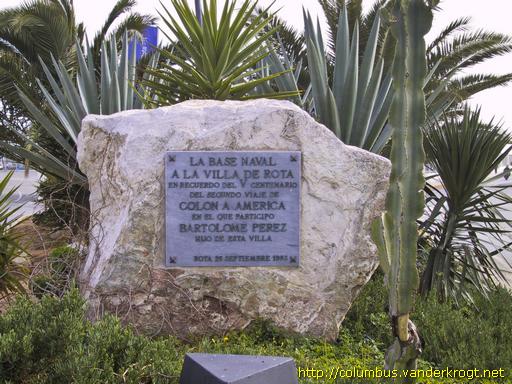 LA BASE NAVAL
A LA VILLA DE ROTA
EN RECUERDO DEL V CENTENARIO
DEL SEGUNDO VIAJE DE
COLON A AMERICA
EN EL QUE PARTICIPO
BARTOLOME PEREZ
HIJO DE ESTA VILLA
ROTA 25 SEPTIEMBRE 1993
http://columbus.vanderkrogt.net